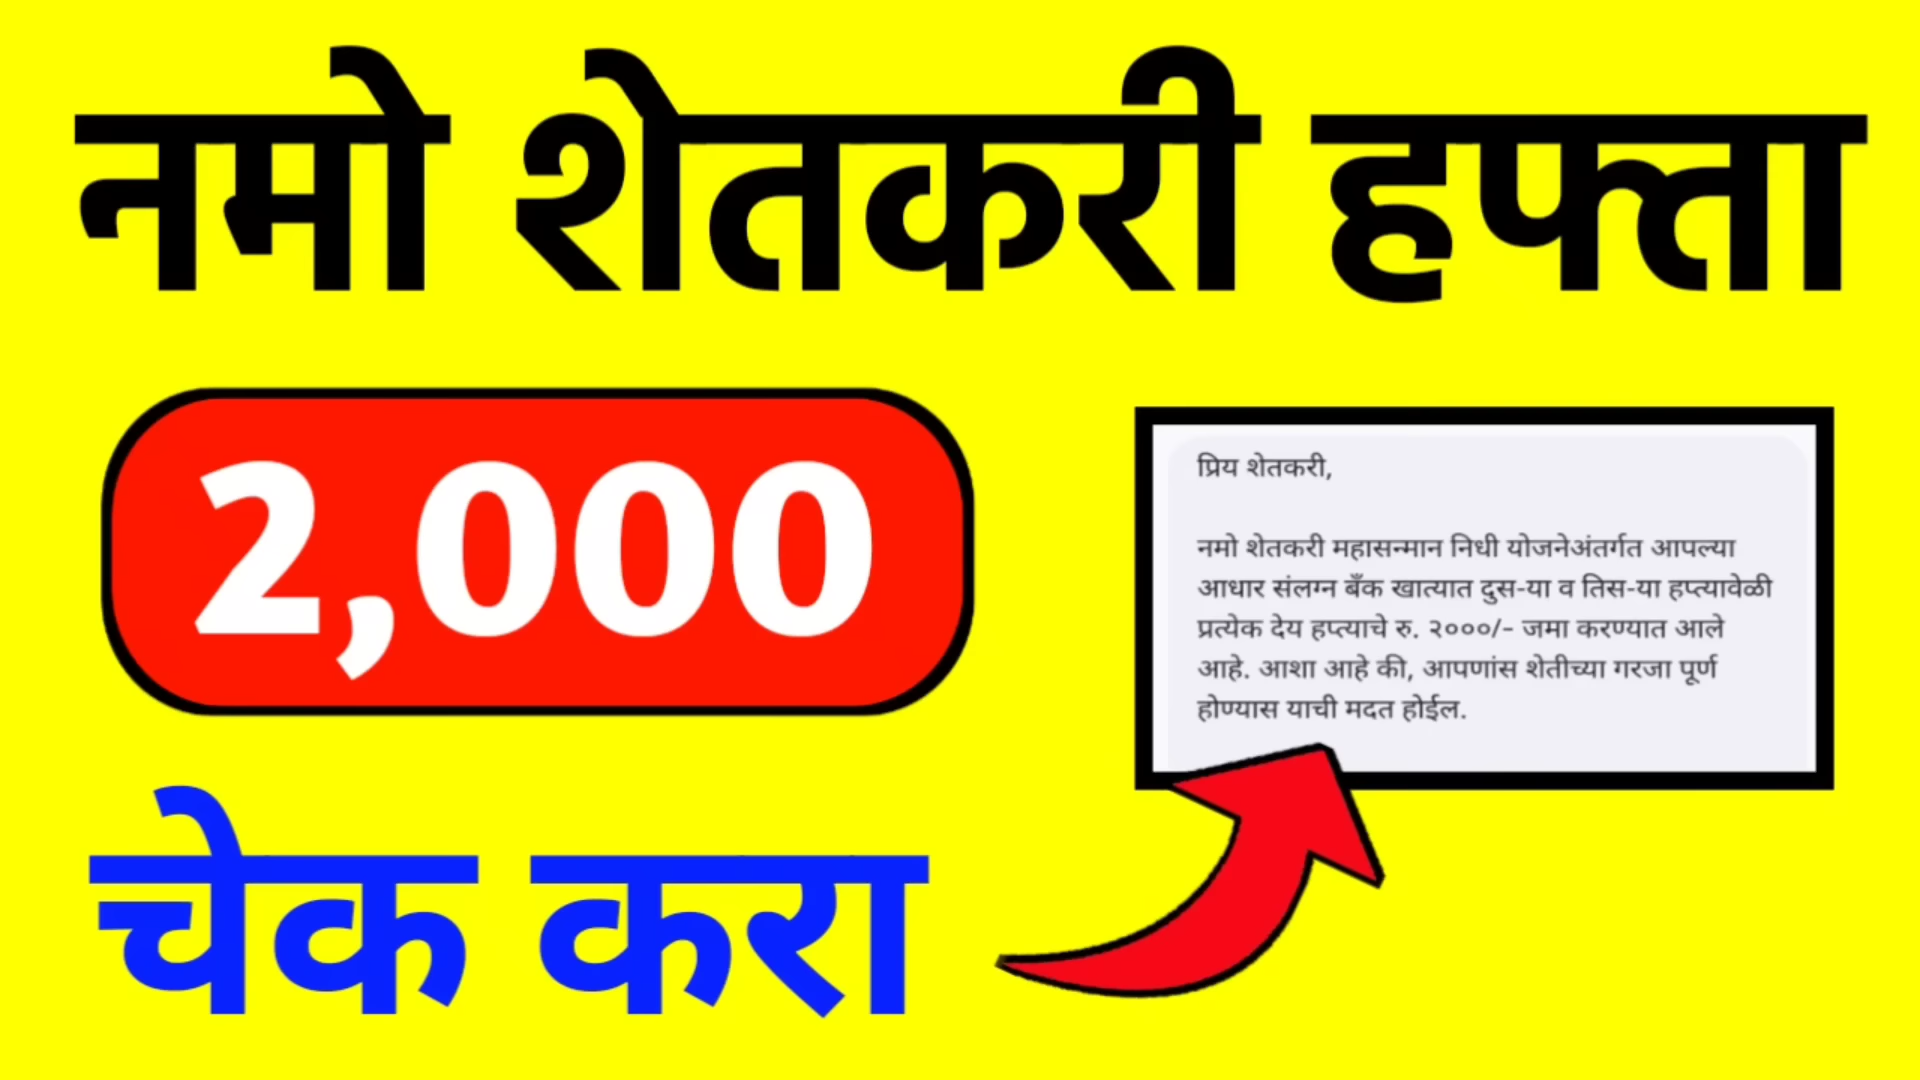 नमो शेतकरी हफ्ता
2,000
प्रिय शेतकरी,
नमो शेतकरी महासन्मान निधी योजनेअंतर्गत आपल्या
आधार संलग्न बँक खात्यात दुस-या व तिस-या हप्त्यावेळी
प्रत्येक देय हप्त्याचे रु. २०००/- जमा करण्यात आले
आहे. आशा आहे की, आपणांस शेतीच्या गरजा पूर्ण
होण्यास याची मदत होईल.
चेक करा